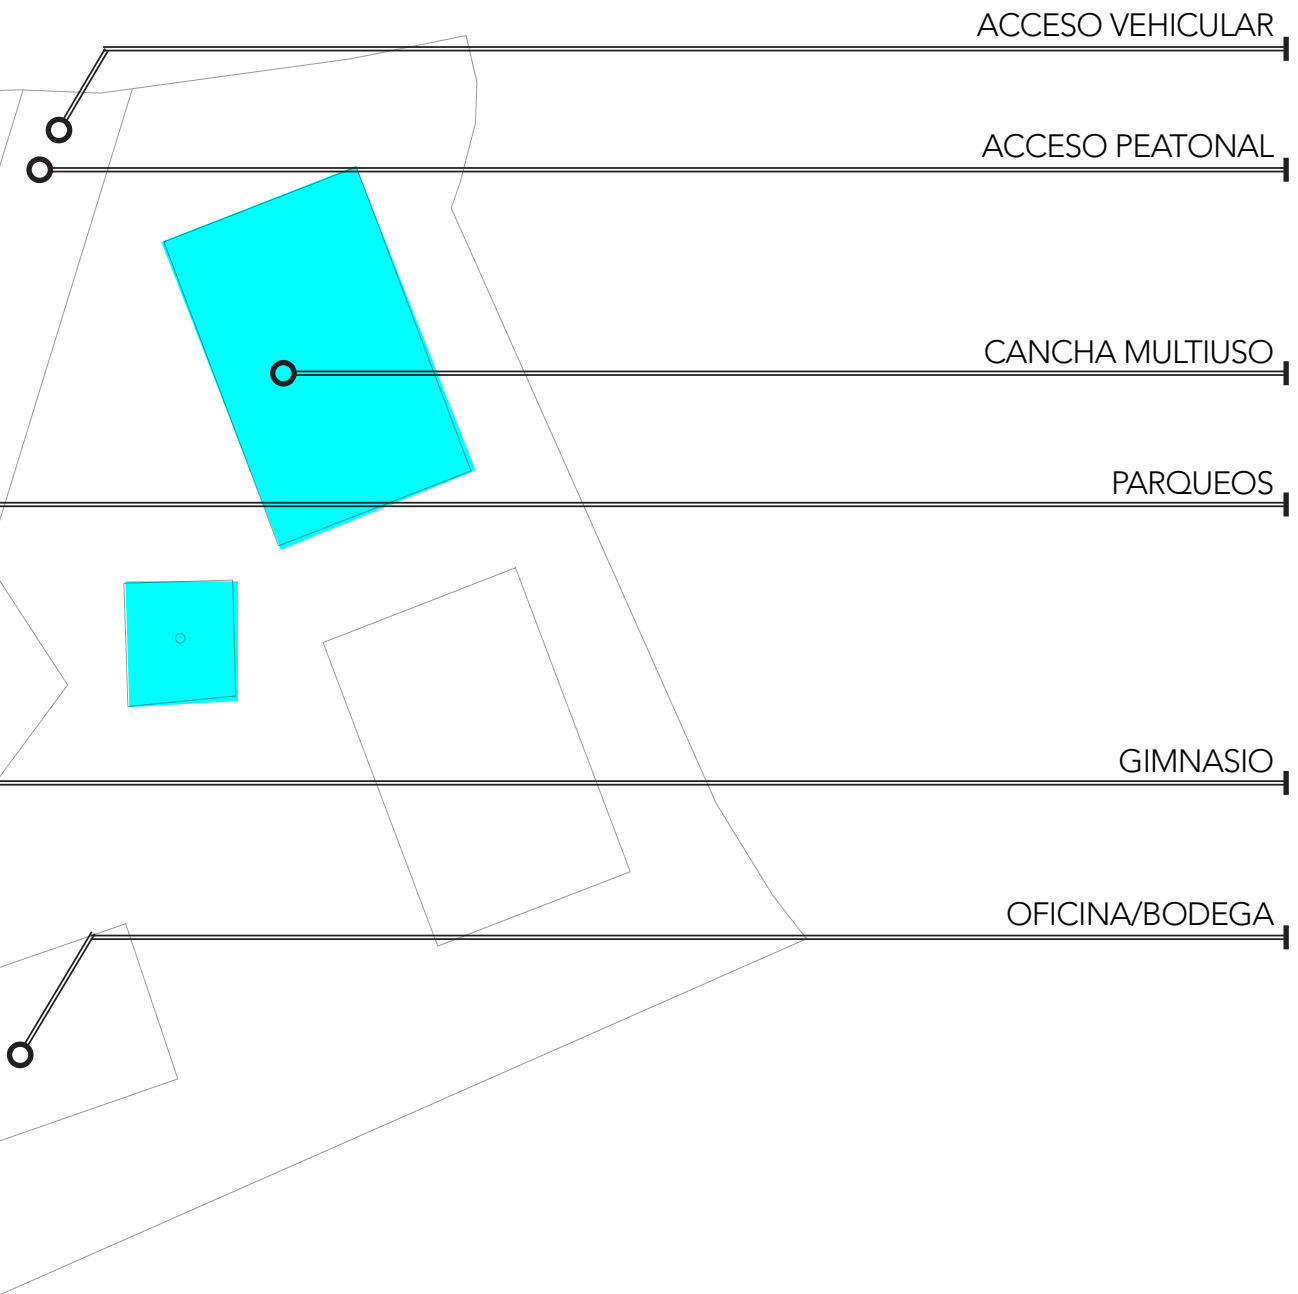 ACCESO VEHICULAR
ACCESO PEATONAL
CANCHA MULTIUSO
PARQUEOS
GIMNASIO
OFICINA/BODEGA